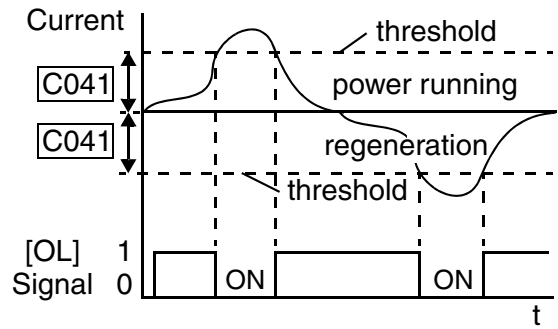 Current
threshold
C041
power running
C041
regeneration
threshold
[OL] 1
Signal 0 ON ON
t